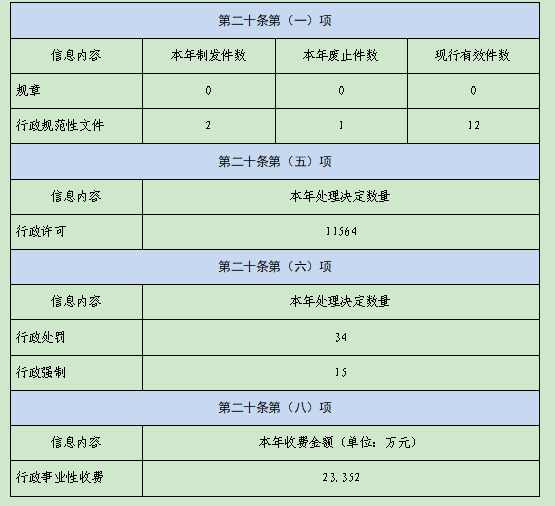 第二十条第（一）项
信息内容 本年制发件数 本年废止件数 现行有效件数
规章 0 0 0
行政规范性文件 2 1 12
第二十条第（五）项
信息内容 本年处理决定数量
行政许可 11564
第二十条第（六）项
信息内容 本年处理决定数量
行政处罚 34
行政强制 15
第二十条第（八）项
信息内容 本年收费金额（单位：万元）
行政事业性收费 23.352